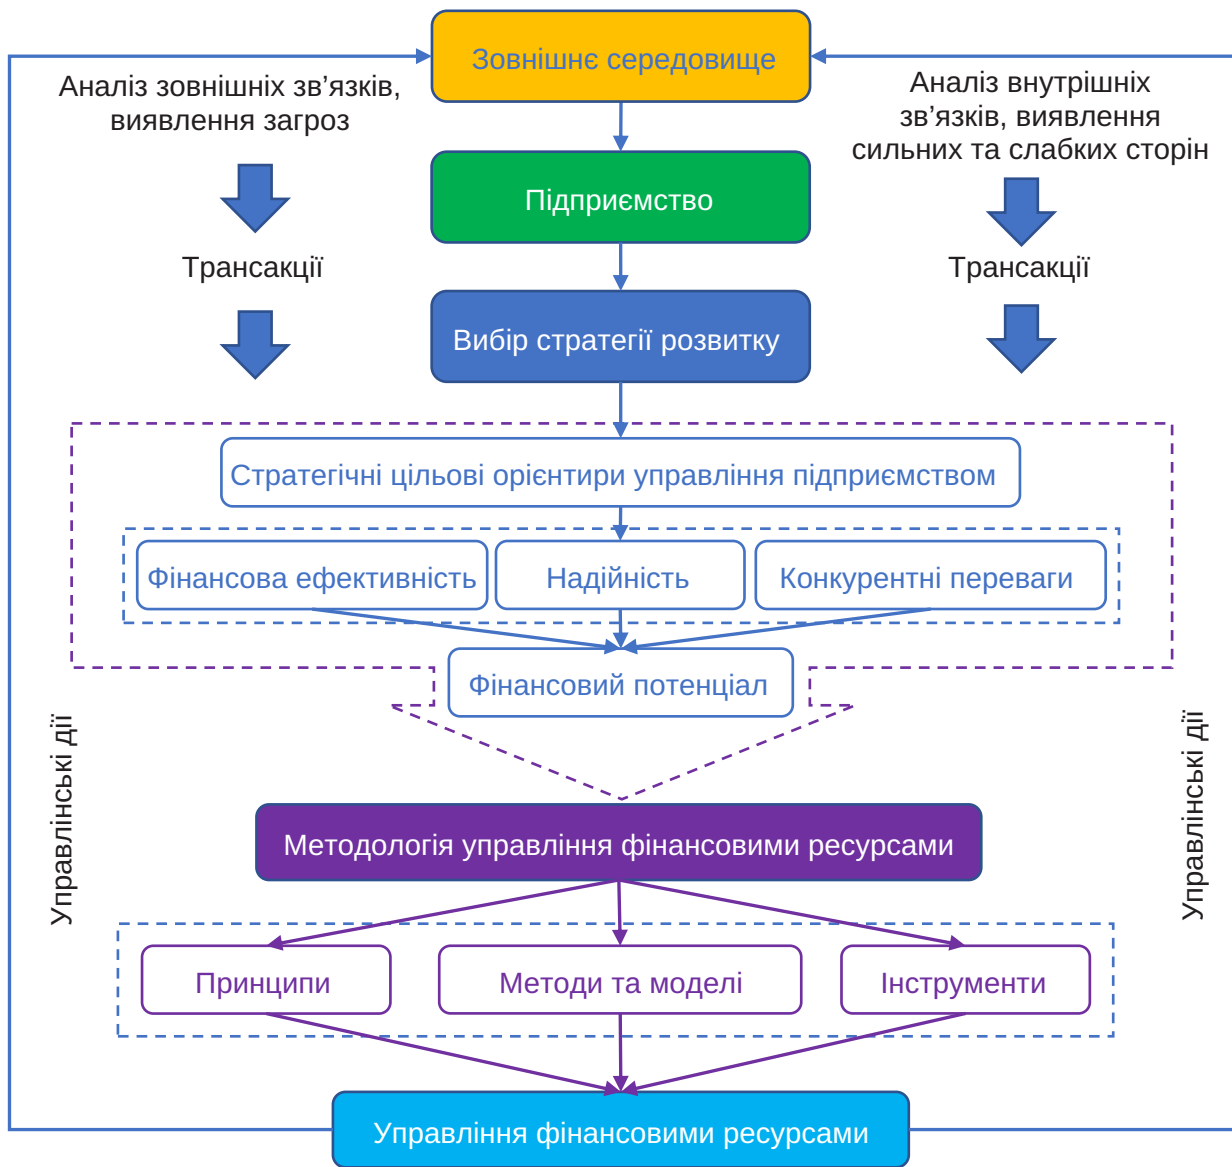 Зовнішнє середовище
Аналіз зовнішніх зв’язків,
виявлення загроз
Аналіз внутрішніх
зв’язків, виявлення
сильних та слабких сторін
Підприємство
Трансакції
Трансакції
Вибір стратегії розвитку
Стратегічні цільові орієнтири управління підприємством
Фінансова ефективність
Надійність
Конкурентні переваги
Фінансовий потенціал
Управлінські дії
Управлінські дії
Методологія управління фінансовими ресурсами
Принципи
Методи та моделі
Інструменти
Управління фінансовими ресурсами